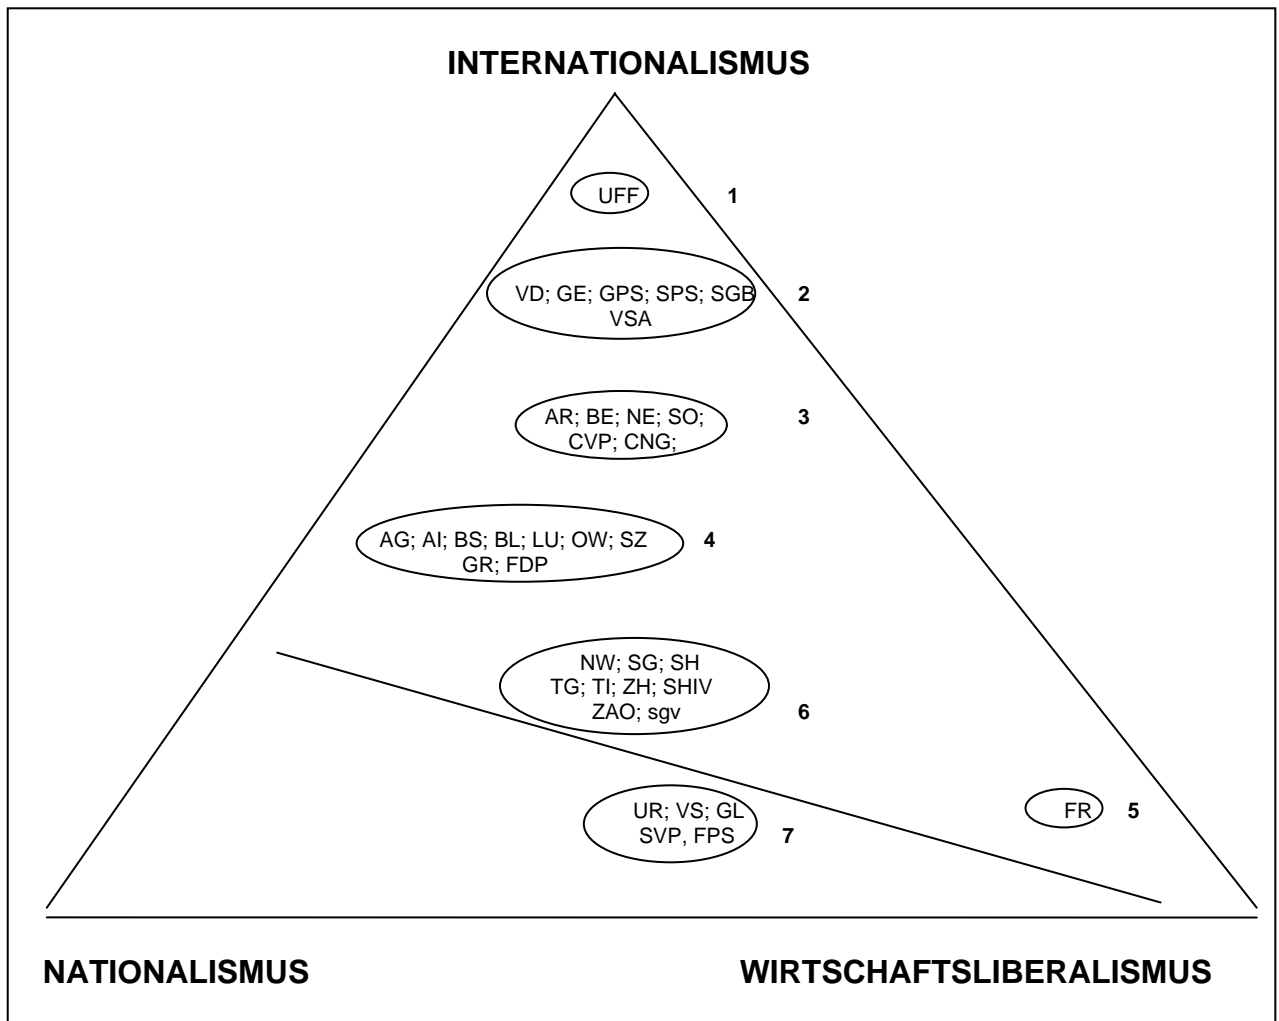 INTERNATIONALISMUS
UFF
1
VD; GE; GPS; SPS; SGB
VSA
2
AR; BE; NE; SO;
CVP; CNG;
3
AG; AI; BS; BL; LU; OW; SZ
GR; FDP
4
NW; SG; SH
TG; TI; ZH; SHIV
ZAO; sgv
6
UR; VS; GL
SVP, FPS
7
FR
5
NATIONALISMUS
WIRTSCHAFTSLIBERALISMUS